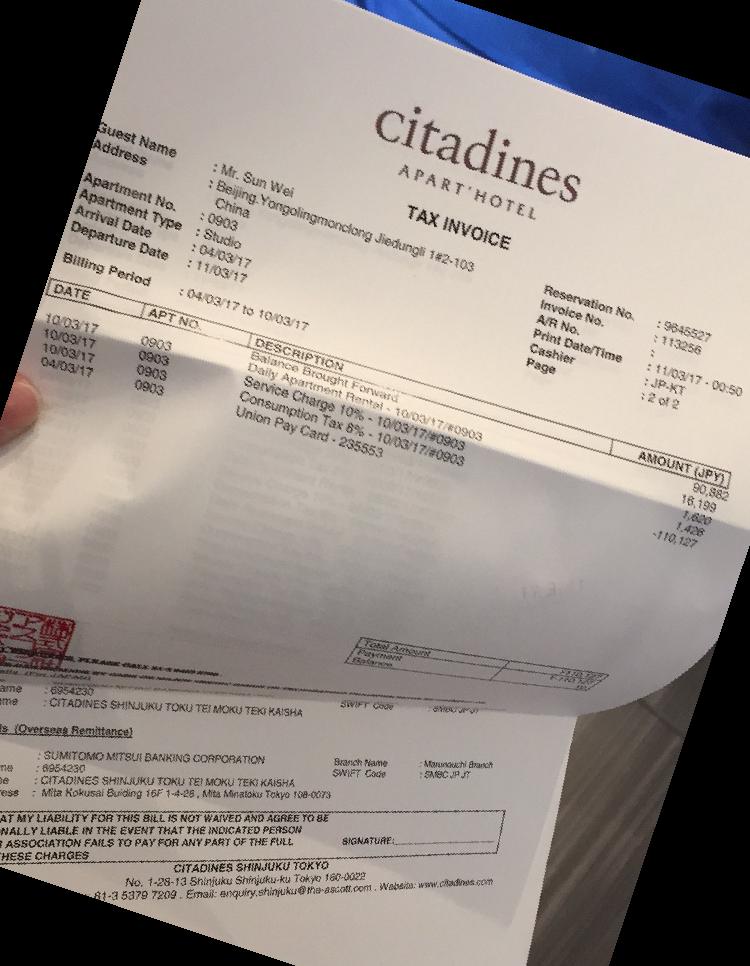 citadines
APART'HOTEL
TAX INVOICE
Guest Name : Mr. Sun Wei
Address : Beijing.Yongolingmonclong Jiedungli 1#2-103
China
Apartment No. : 0903
Apartment Type : Studio
Arrival Date : 04/03/17
Departure Date : 11/03/17
Billing Period : 04/03/17 to 10/03/17
Reservation No. : 9645527
Invoice No. : 113256
A/R No. :
Print Date/Time : 11/03/17 - 00:50
Cashier : JP-KT
Page : 2 of 2
DATE APT NO. DESCRIPTION AMOUNT (JPY)
10/03/17 Balance Brought Forward 90,882
10/03/17 0903 Daily Apartment Rental - 10/03/17/#0903 16,199
10/03/17 0903 Service Charge 10% - 10/03/17/#0903 1,620
04/03/17 0903 Consumption Tax 8% - 10/03/17/#0903 1,426
0903 Union Pay Card - 235553 -110,127
Total Amount
Payment
Balance
ame : 6954230
me : CITADINES SHINJUKU TOKU TEI MOKU TEKI KAISHA SWIFT Code : SMBC JP JT
ls (Overseas Remittance)
: SUMITOMO MITSUI BANKING CORPORATION Branch Name : Marunouchi Branch
me : 6954230 SWIFT Code : SMBC JP JT
me : CITADINES SHINJUKU TOKU TEI MOKU TEKI KAISHA
ress : Mita Kokusai Buiding 16F 1-4-28 , Mita Minatoku Tokyo 108-0073
AT MY LIABILITY FOR THIS BILL IS NOT WAIVED AND AGREE TO BE
ONALLY LIABLE IN THE EVENT THAT THE INDICATED PERSON
R ASSOCIATION FAILS TO PAY FOR ANY PART OF THE FULL SIGNATURE:
THESE CHARGES
CITADINES SHINJUKU TOKYO
No. 1-28-13 Shinjuku Shinjuku-ku Tokyo 160-0022
81-3 5379 7209 . Email: enquiry.shinjuku@the-ascott.com . Website: www.citadines.com